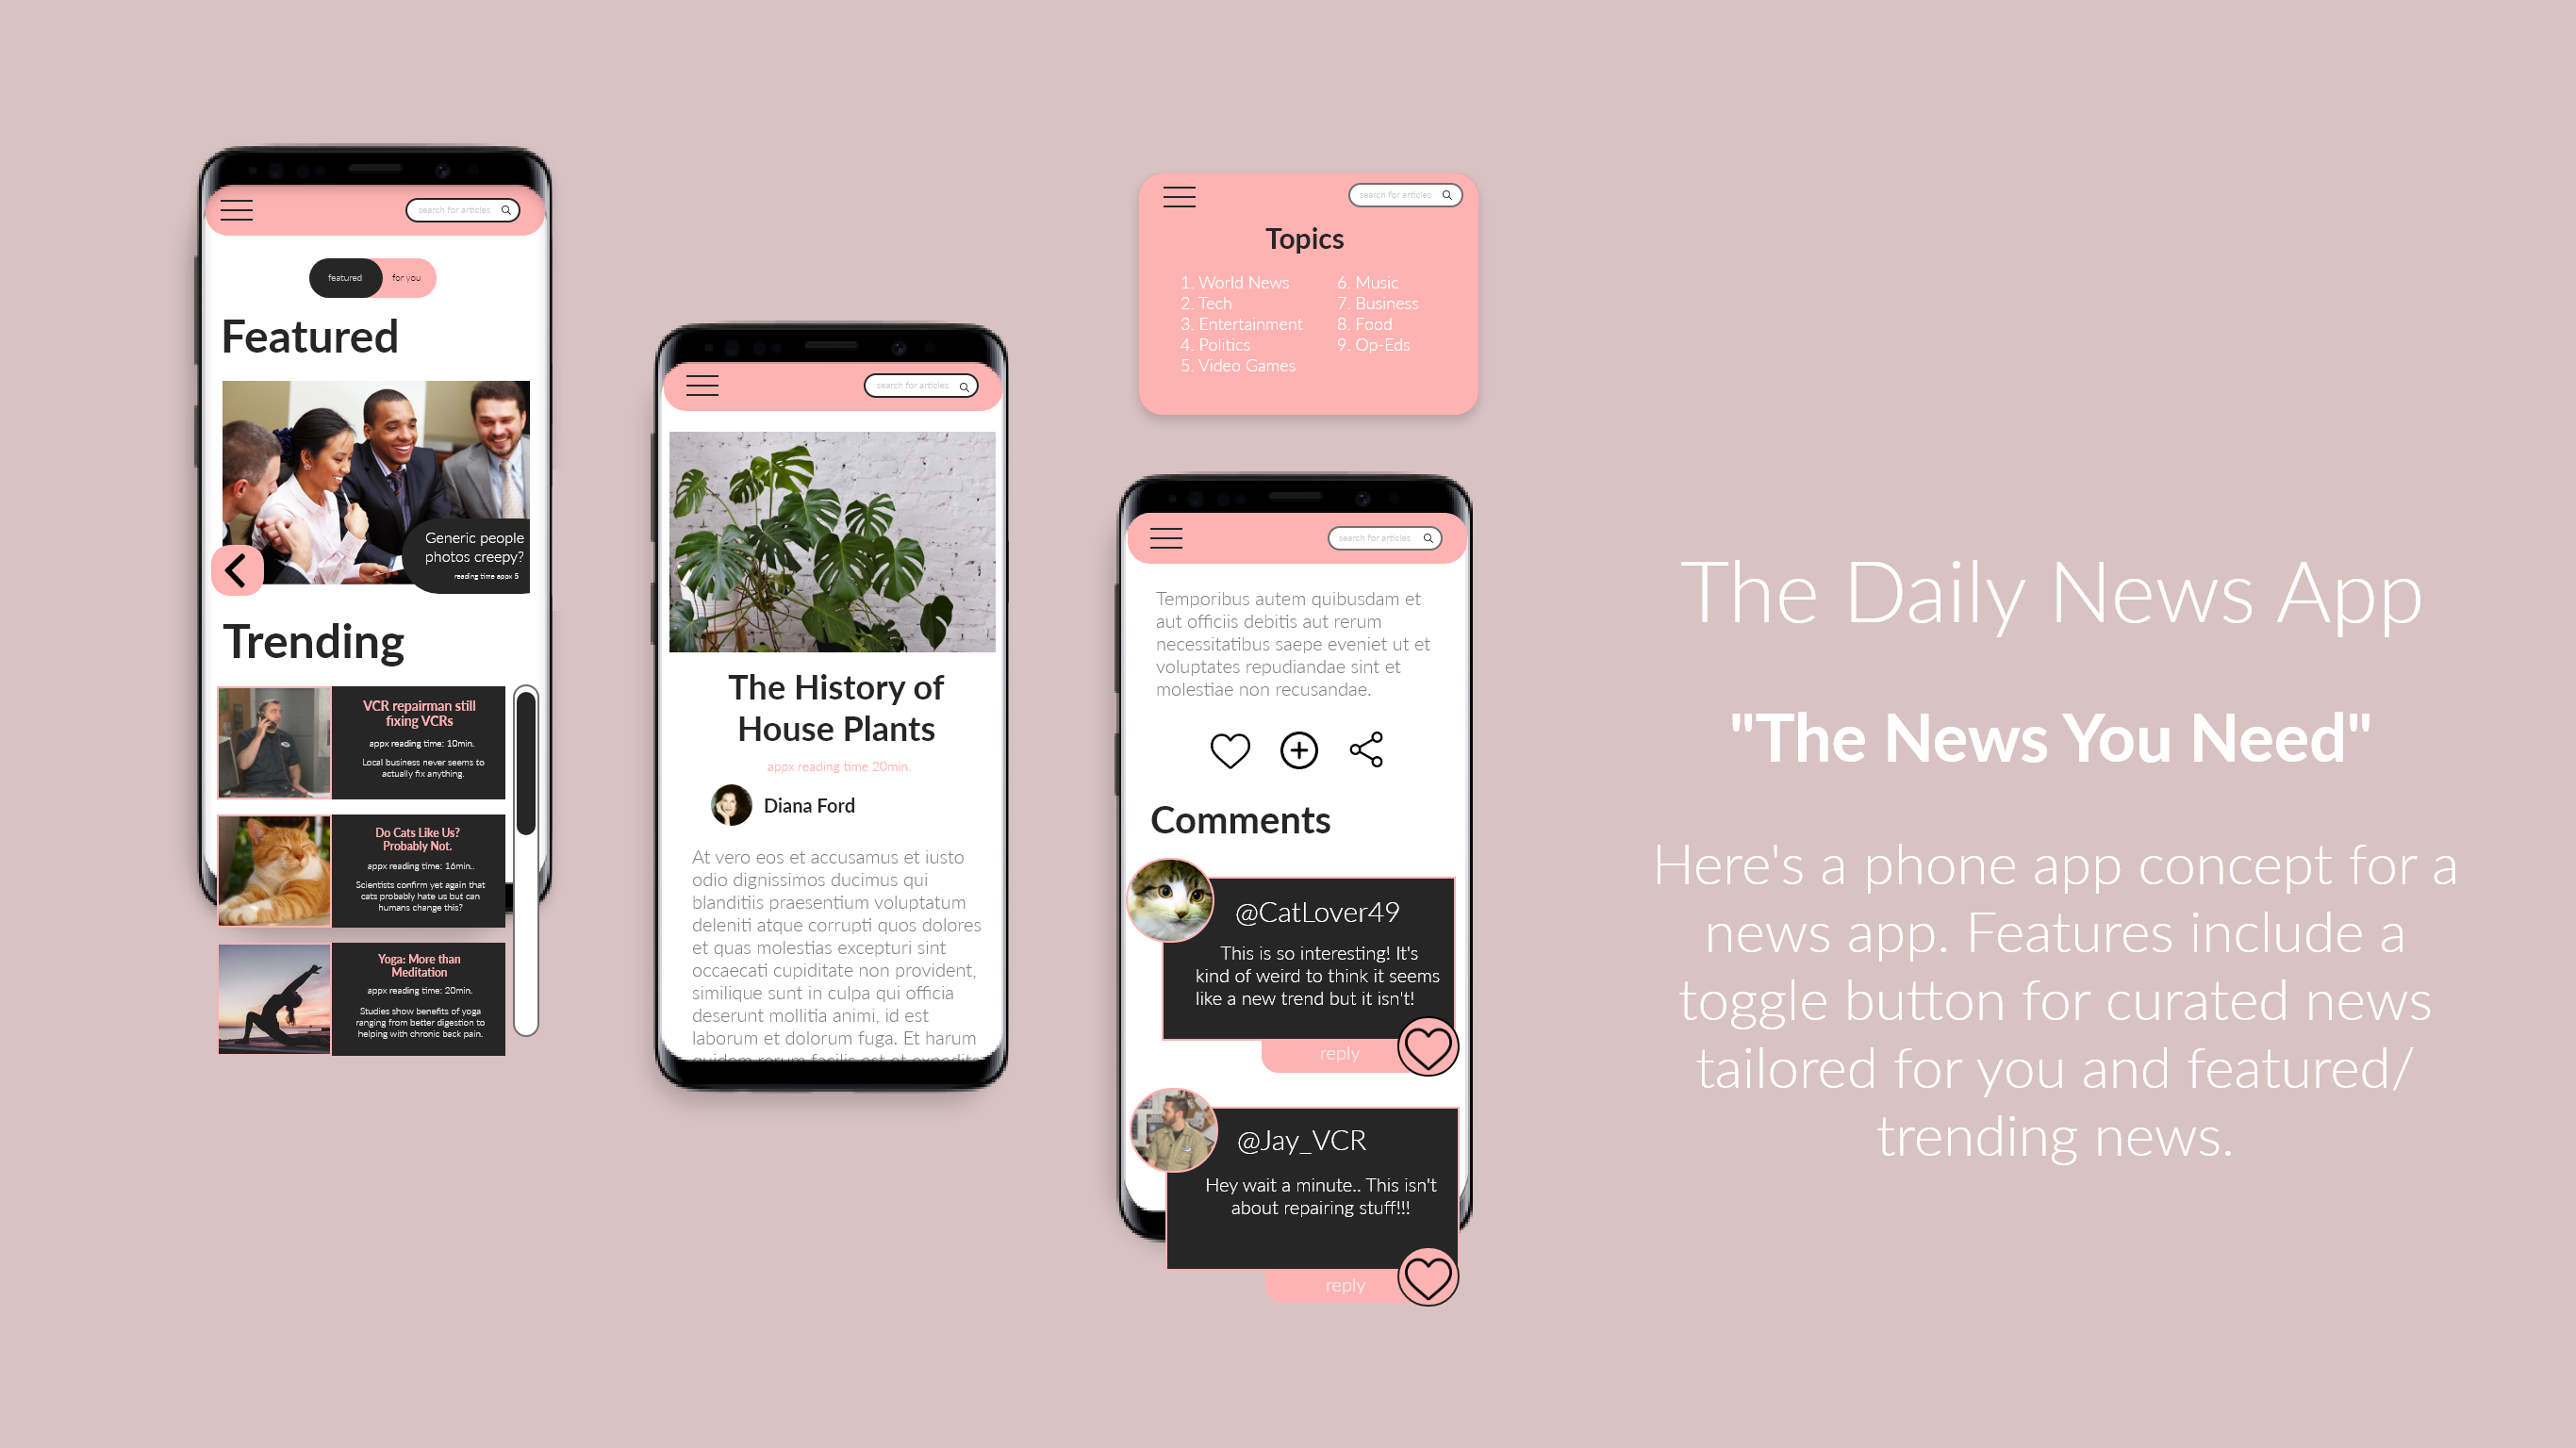 search for articles
featured
for you
Featured
Generic people
photos creepy?
reading time appx 5
Trending
VCR repairman still
fixing VCRs
appx reading time: 10min.
Local business never seems to
actually fix anything.
Do Cats Like Us?
Probably Not.
appx reading time: 16min..
Scientists confirm yet again that
cats probably hate us but can
humans change this?
Yoga: More than
Meditation
appx reading time: 20min.
Studies show benefits of yoga
ranging from better digestion to
helping with chronic back pain.
search for articles
The History of
House Plants
appx reading time 20min.
Diana Ford
At vero eos et accusamus et iusto
odio dignissimos ducimus qui
blanditiis praesentium voluptatum
deleniti atque corrupti quos dolores
et quas molestias excepturi sint
occaecati cupiditate non provident,
similique sunt in culpa qui officia
deserunt mollitia animi, id est
laborum et dolorum fuga. Et harum
quidem rerum facilis est et expedita
search for articles
Topics
1. World News
2. Tech
3. Entertainment
4. Politics
5. Video Games
6. Music
7. Business
8. Food
9. Op-Eds
search for articles
Temporibus autem quibusdam et
aut officiis debitis aut rerum
necessitatibus saepe eveniet ut et
voluptates repudiandae sint et
molestiae non recusandae.
Comments
@CatLover49
This is so interesting! It's
kind of weird to think it seems
like a new trend but it isn't!
reply
@Jay_VCR
Hey wait a minute.. This isn't
about repairing stuff!!!
reply
The Daily News App
"The News You Need"
Here's a phone app concept for a
news app. Features include a
toggle button for curated news
tailored for you and featured/
trending news.